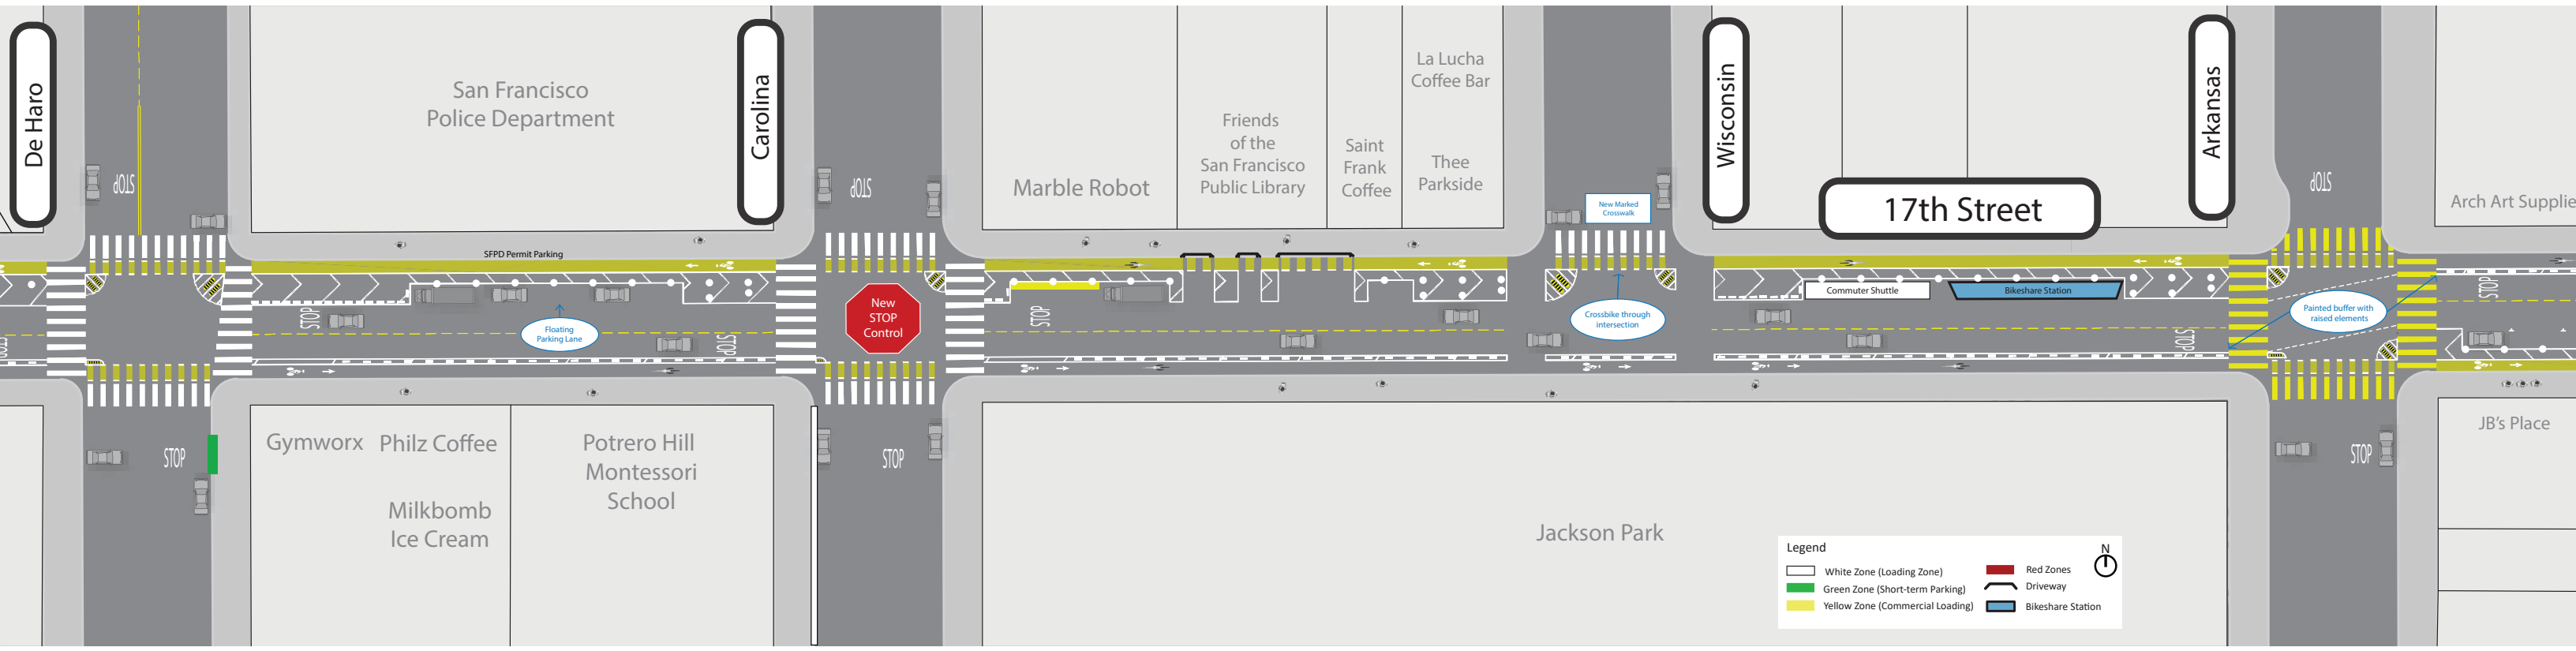 De Haro
STOP
STOP
San Francisco
Police Department
Carolina
STOP
Marble Robot
Friends
of the
San Francisco
Public Library
Saint
Frank
Coffee
La Lucha
Coffee Bar
Thee
Parkside
New Marked
Crosswalk
Wisconsin
17th Street
Arkansas
STOP
Arch Art Supplie
SFPD Permit Parking
STOP
Floating
Parking Lane
STOP
New
STOP
Control
STOP
Crossbike through
intersection
Commuter Shuttle
Bikeshare Station
STOP
Painted buffer with
raised elements
STOP
STOP
Gymworx
Philz Coffee
Milkbomb
Ice Cream
Potrero Hill
Montessori
School
STOP
Jackson Park
STOP
JB's Place
Legend
N
White Zone (Loading Zone)
Green Zone (Short-term Parking)
Yellow Zone (Commercial Loading)
Red Zones
Driveway
Bikeshare Station